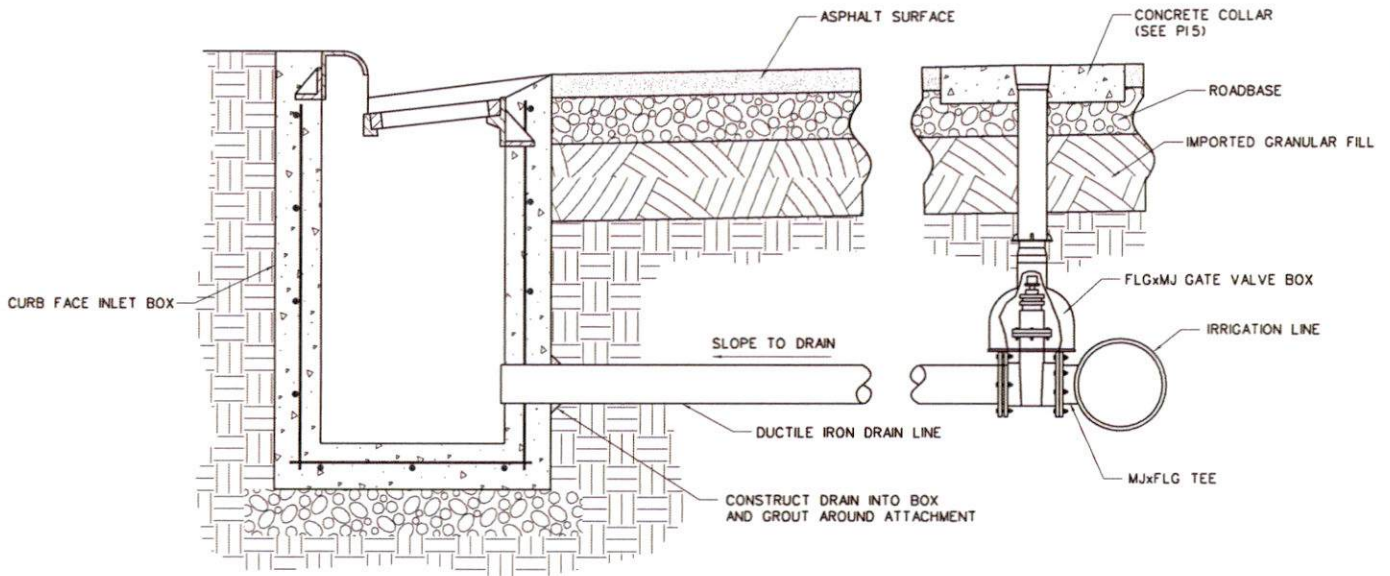 ASPHALT SURFACE
CONCRETE COLLAR
(SEE PI5)
ROADBASE
IMPORTED GRANULAR FILL
CURB FACE INLET BOX
FLGxMJ GATE VALVE BOX
IRRIGATION LINE
SLOPE TO DRAIN
DUCTILE IRON DRAIN LINE
MJxFLG TEE
CONSTRUCT DRAIN INTO BOX
AND GROUT AROUND ATTACHMENT